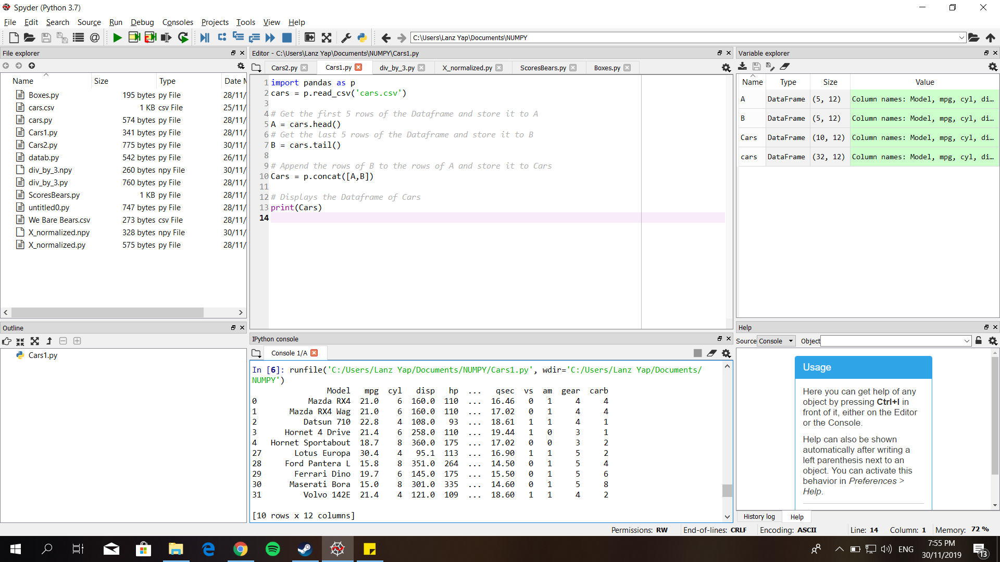 Spyder (Python 3.7)
File Edit Search Source Run Debug Consoles Projects Tools View Help
C:\Users\Lanz Yap\Documents\NUMPY
File explorer
Name Size Type Date M
Boxes.py 195 bytes py File 28/11/
cars.csv 1 KB csv File 25/11/
cars.py 574 bytes py File 28/11/
Cars1.py 341 bytes py File 28/11/
Cars2.py 775 bytes py File 30/11/
datab.py 542 bytes py File 26/11/
div_by_3.npy 260 bytes npy File 30/11/
div_by_3.py 760 bytes py File 28/11/
ScoresBears.py 1 KB py File 28/11/
untitled0.py 747 bytes py File 28/11/
We Bare Bears.csv 273 bytes csv File 28/11/
X_normalized.npy 328 bytes npy File 30/11/
X_normalized.py 575 bytes py File 28/11/
Outline
Cars1.py
Editor - C:\Users\Lanz Yap\Documents\NUMPY\Cars1.py
Cars2.py Cars1.py div_by_3.py X_normalized.py ScoresBears.py Boxes.py
1 import pandas as p
2 cars = p.read_csv('cars.csv')
3
4 # Get the first 5 rows of the Dataframe and store it to A
5 A = cars.head()
6 # Get the last 5 rows of the Dataframe and store it to B
7 B = cars.tail()
8
9 # Append the rows of B to the rows of A and store it to Cars
10 Cars = p.concat([A,B])
11
12 # Displays the Dataframe of Cars
13 print(Cars)
14
IPython console
Console 1/A
In [6]: runfile('C:/Users/Lanz Yap/Documents/NUMPY/Cars1.py', wdir='C:/Users/Lanz Yap/Documents/
NUMPY')
Model mpg cyl disp hp ... qsec vs am gear carb
0 Mazda RX4 21.0 6 160.0 110 ... 16.46 0 1 4 4
1 Mazda RX4 Wag 21.0 6 160.0 110 ... 17.02 0 1 4 4
2 Datsun 710 22.8 4 108.0 93 ... 18.61 1 1 4 1
3 Hornet 4 Drive 21.4 6 258.0 110 ... 19.44 1 0 3 1
4 Hornet Sportabout 18.7 8 360.0 175 ... 17.02 0 0 3 2
27 Lotus Europa 30.4 4 95.1 113 ... 16.90 1 1 5 2
28 Ford Pantera L 15.8 8 351.0 264 ... 14.50 0 1 5 4
29 Ferrari Dino 19.7 6 145.0 175 ... 15.50 0 1 5 6
30 Maserati Bora 15.0 8 301.0 335 ... 14.60 0 1 5 8
31 Volvo 142E 21.4 4 121.0 109 ... 18.60 1 1 4 2
[10 rows x 12 columns]
Variable explorer
Name Type Size Value
A DataFrame (5, 12) Column names: Model, mpg, cyl, di...
B DataFrame (5, 12) Column names: Model, mpg, cyl, di...
Cars DataFrame (10, 12) Column names: Model, mpg, cyl, di...
cars DataFrame (32, 12) Column names: Model, mpg, cyl, di...
Help
Source Console Object
Usage
Here you can get help of any
object by pressing Ctrl+I in
front of it, either on the Editor
or the Console.
Help can also be shown
automatically after writing a
left parenthesis next to an
object. You can activate this
behavior in Preferences >
Help.
History log Help
Permissions: RW End-of-lines: CRLF Encoding: ASCII Line: 14 Column: 1 Memory: 72 %
ENG
7:55 PM
30/11/2019
13